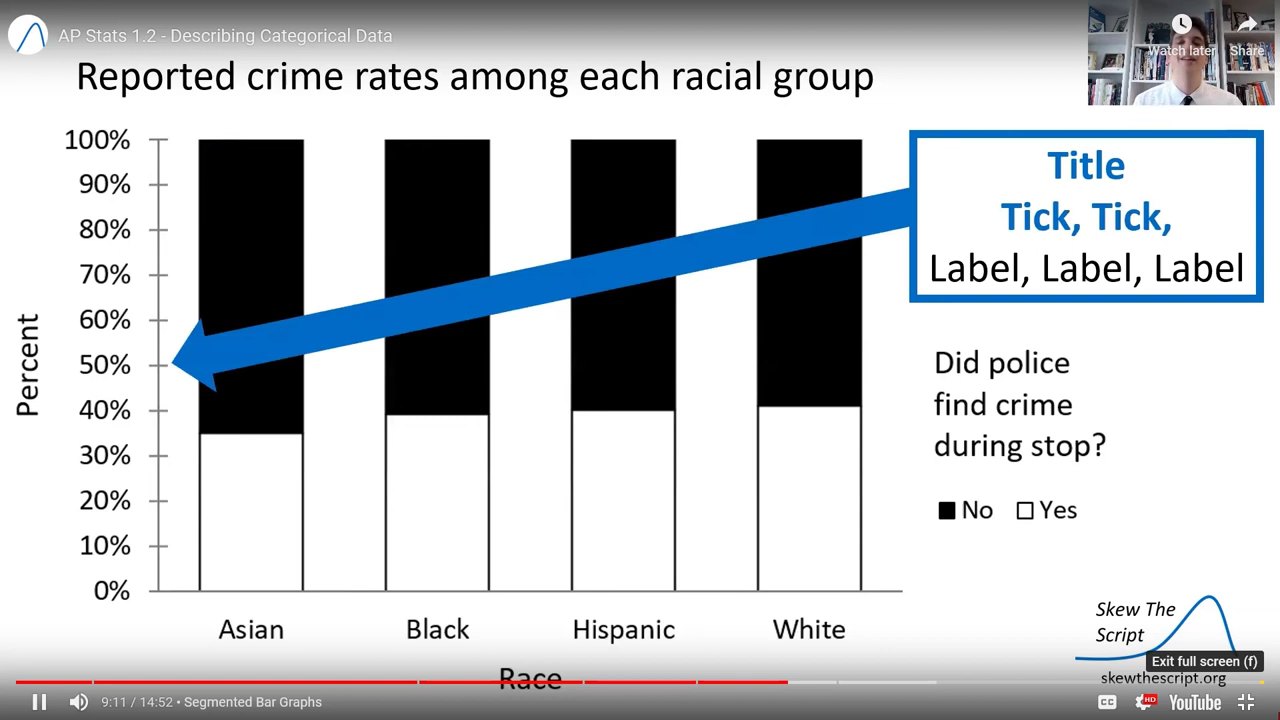 AP Stats 1.2 - Describing Categorical Data
Watch later
Share
Reported crime rates among each racial group
100%
90%
80%
70%
60%
50%
40%
30%
20%
10%
0%
Percent
Asian
Black
Hispanic
White
Race
Title
Tick, Tick,
Label, Label, Label
Did police
find crime
during stop?
No Yes
Skew The
Script
Exit full screen (f)
skewthescript.org
9:11 / 14:52 • Segmented Bar Graphs
CC
HD
YouTube